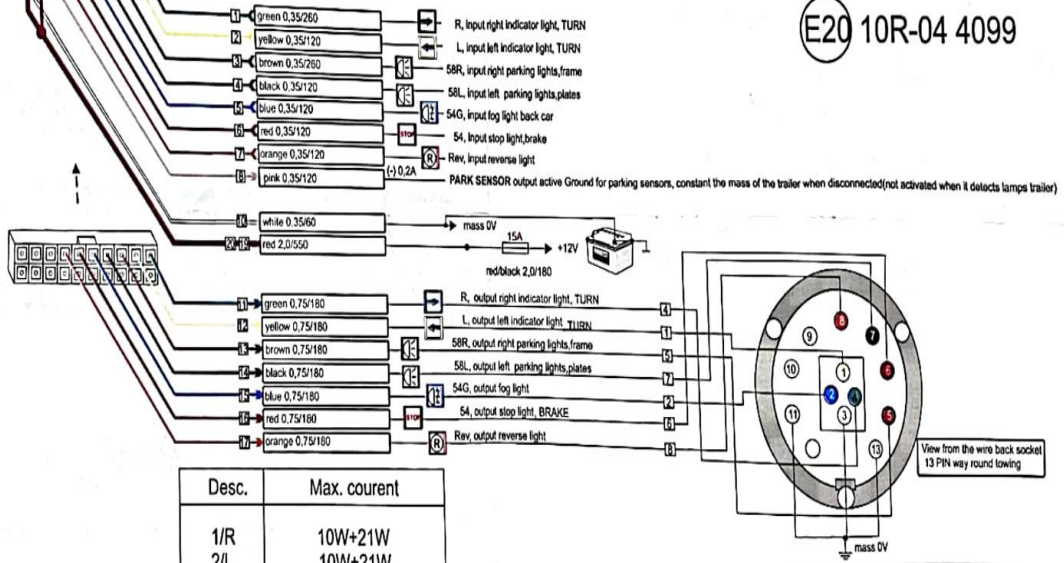 E20 10R-04 4099
1 green 0,35/260 R, Input right indicator light, TURN
2 yellow 0,35/120 L, input left indicator light, TURN
3 brown 0,35/260 58R, input right parking lights,frame
4 black 0,35/120 58L, input left parking lights,plates
5 blue 0,35/120 54G, input fog light back car
6 red 0,35/120 STOP 54, Input stop light,brake
7 orange 0,35/120 R Rev, input reverse light
8 pink 0,35/120 (-) 0,2A PARK SENSOR output active Ground for parking sensors, constant the mass of the trailer when disconnected(not activated when it detects lamps trailer)
10 white 0,35/60 mass 0V
20 19 red 2,0/550 15A +12V
red/black 2,0/180
11 green 0,75/180 R, output right indicator light, TURN 4
12 yellow 0,75/180 L, output left indicator light TURN 1
13 brown 0,75/180 58R, output right parking lights,frame 5
14 black 0,75/180 58L, output left parking lights,plates 7
15 blue 0,75/180 54G, output fog light 2
16 red 0,75/180 STOP 54, output stop light, BRAKE 6
17 orange 0,75/180 R Rev, output reverse light 8
8
9 7
10 1 6
2 4
11 3 5
13
View from the wire back socket
13 PIN way round towing
mass 0V
Desc. Max. courent
1/R 10W+21W
2/L 10W+21W